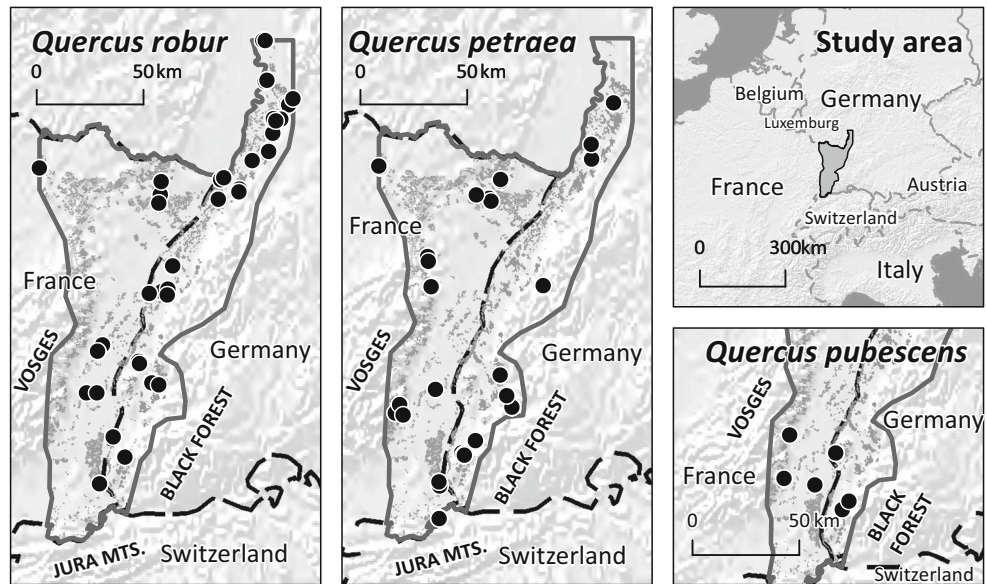 Quercus robur
0 50 km
France
VOSGES
Germany
BLACK FOREST
JURA MTS.
Switzerland
Quercus petraea
0 50 km
France
VOSGES
Germany
BLACK FOREST
JURA MTS.
Switzerland
Study area
Belgium
Germany
Luxemburg
France
Austria
Switzerland
0 300km
Italy
Quercus pubescens
VOSGES
Germany
France
0 50 km
BLACK
FOREST
Switzerland